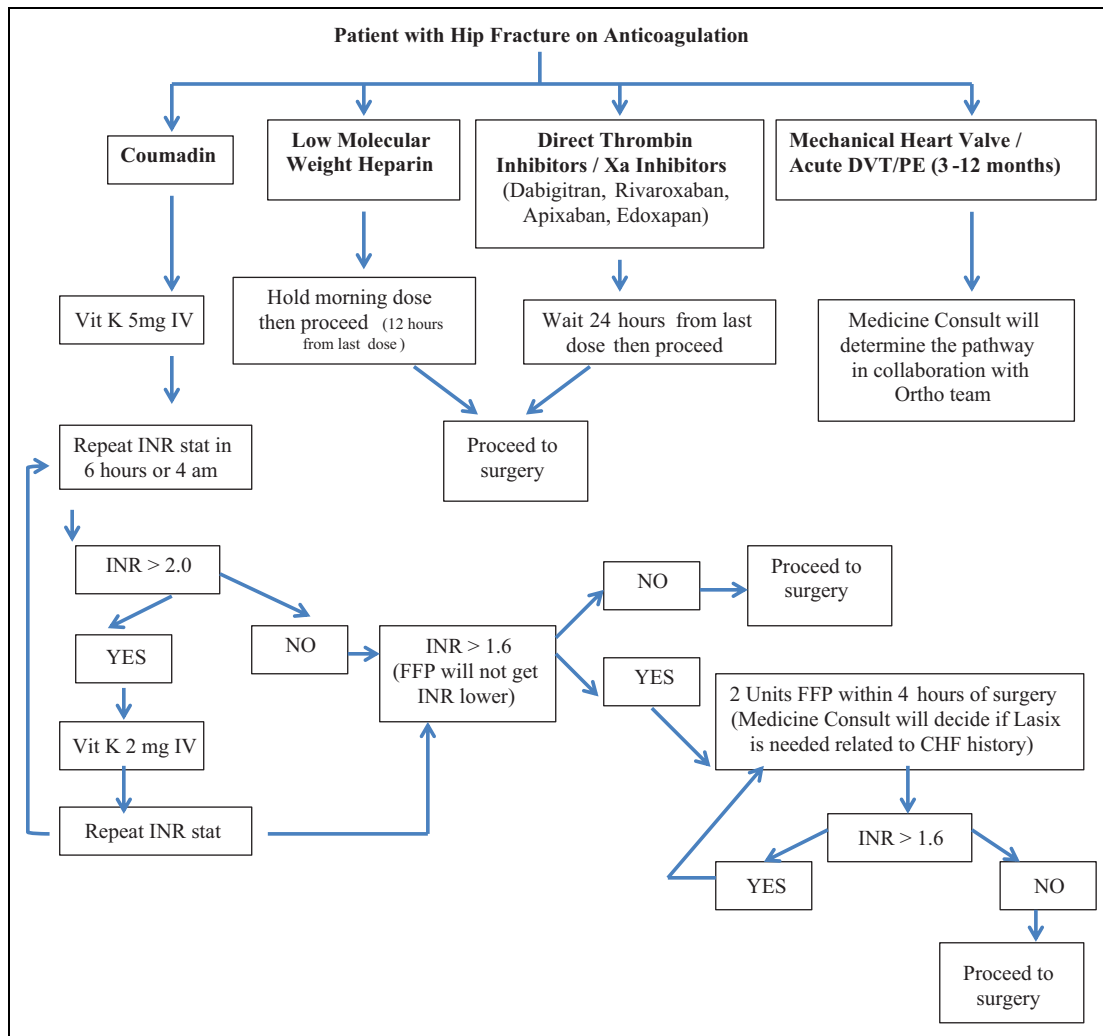 Patient with Hip Fracture on Anticoagulation
Coumadin
Low Molecular
Weight Heparin
Direct Thrombin
Inhibitors / Xa Inhibitors
(Dabigitran, Rivaroxaban,
Apixaban, Edoxapan)
Mechanical Heart Valve /
Acute DVT/PE (3 -12 months)
Vit K 5mg IV
Hold morning dose
then proceed (12 hours
from last dose )
Wait 24 hours from last
dose then proceed
Medicine Consult will
determine the pathway
in collaboration with
Ortho team
Repeat INR stat in
6 hours or 4 am
Proceed to
surgery
INR > 2.0
YES
NO
Vit K 2 mg IV
Repeat INR stat
INR > 1.6
(FFP will not get
INR lower)
NO
Proceed to
surgery
YES
2 Units FFP within 4 hours of surgery
(Medicine Consult will decide if Lasix
is needed related to CHF history)
INR > 1.6
YES
NO
Proceed to
surgery